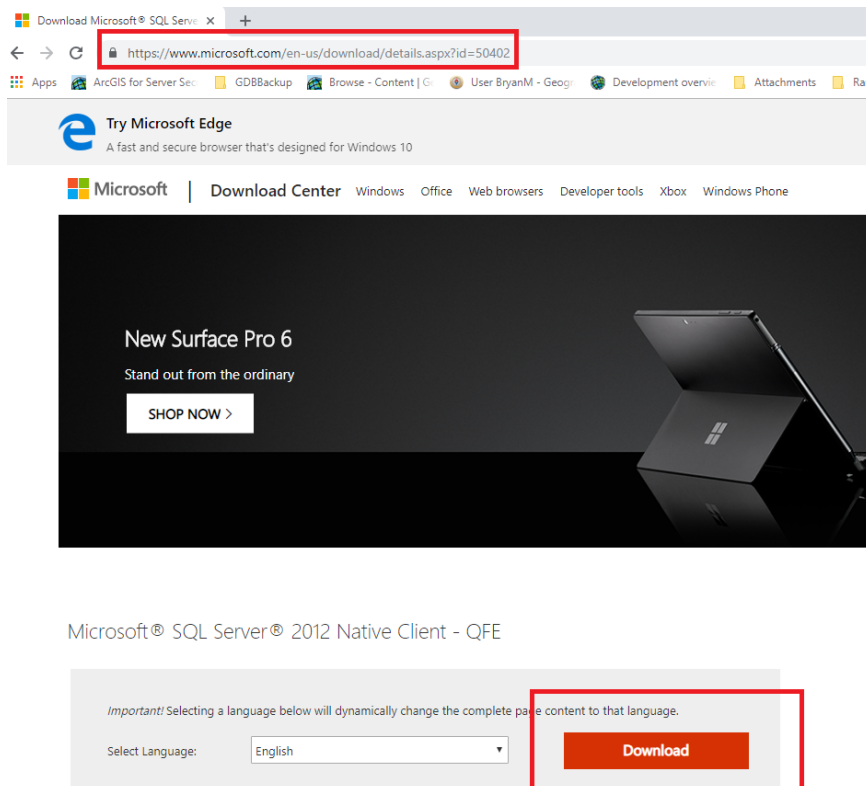 Download Microsoft® SQL Serve
https://www.microsoft.com/en-us/download/details.aspx?id=50402
Apps ArcGIS for Server Sec GDBBackup Browse - Content | G User BryanM - Geogr Development overvie Attachments Ra
Try Microsoft Edge
A fast and secure browser that's designed for Windows 10
Microsoft | Download Center Windows Office Web browsers Developer tools Xbox Windows Phone
New Surface Pro 6
Stand out from the ordinary
SHOP NOW >
Microsoft® SQL Server® 2012 Native Client - QFE
Important! Selecting a language below will dynamically change the complete page content to that language.
Select Language: English Download